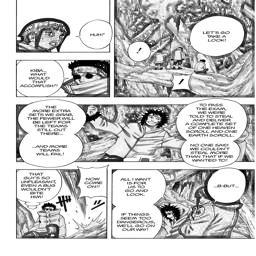 LET'S GO
TAKE A
LOOK!
HUH?
KIBA...
WHAT
WOULD
THAT
ACCOMPLISH?
TO PASS
THE EXAM,
WE WERE
TOLD TO STEAL
AND DELIVER
A COMPLETE SET
OF ONE HEAVEN
SCROLL AND ONE
EARTH SCROLL.
NO ONE SAID
WE COULDN'T
STEAL MORE
THAN THAT IF WE
WANTED TO!
THE
MORE EXTRA
SETS WE GRAB,
THE FEWER WILL
BE LEFT FOR
THE TEAMS
STILL OUT
THERE...
...AND MORE
TEAMS
WILL FAIL!
...B-BUT...
ALL I WANT
IS FOR
US TO
GO AND
LOOK.
IF THINGS
SEEM TOO
DANGEROUS,
WE'LL GO ON
OUR WAY!
NOW
COME
ON!
THAT
GUY'S SO
UNPLEASANT,
EVEN A BUG
WOULDN'T
BITE
HIM!